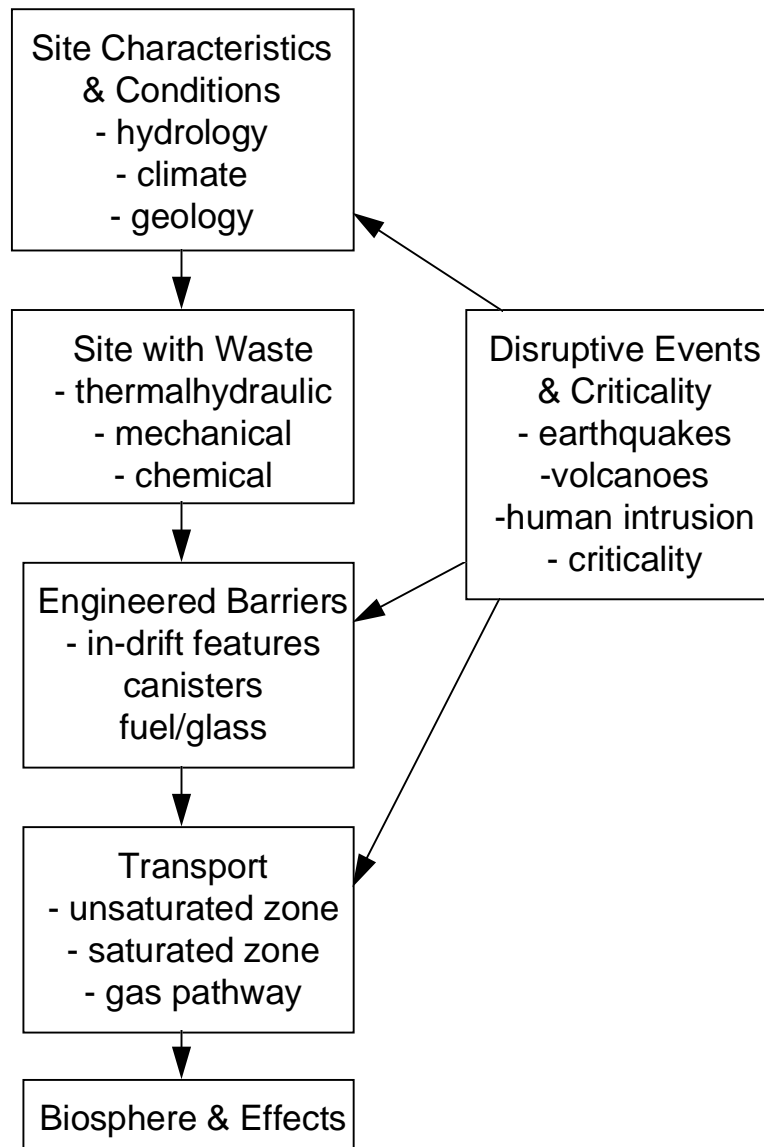 Site Characteristics
& Conditions
- hydrology
- climate
- geology
Site with Waste
- thermalhydraulic
- mechanical
- chemical
Disruptive Events
& Criticality
- earthquakes
-volcanoes
-human intrusion
- criticality
Engineered Barriers
- in-drift features
canisters
fuel/glass
Transport
- unsaturated zone
- saturated zone
- gas pathway
Biosphere & Effects